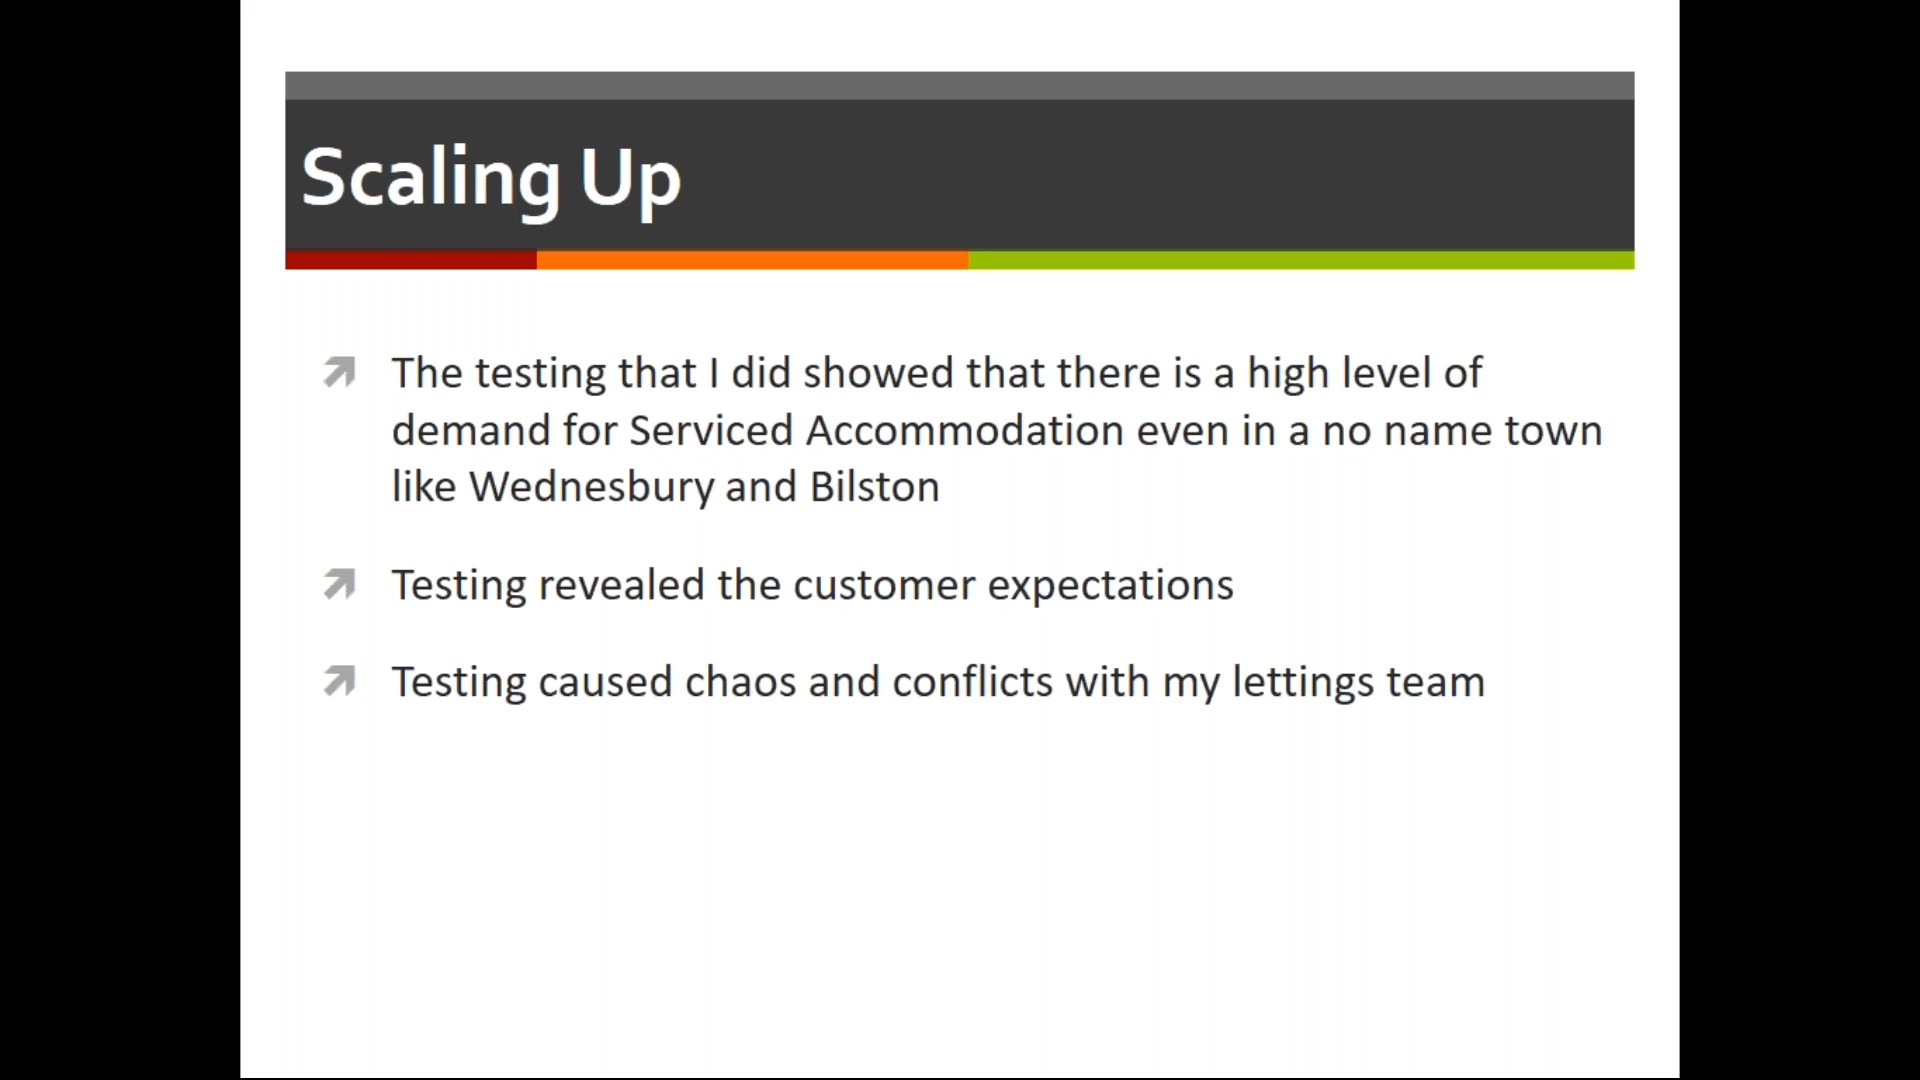 Scaling Up
The testing that I did showed that there is a high level of
demand for Serviced Accommodation even in a no name town
like Wednesbury and Bilston
Testing revealed the customer expectations
Testing caused chaos and conflicts with my lettings team